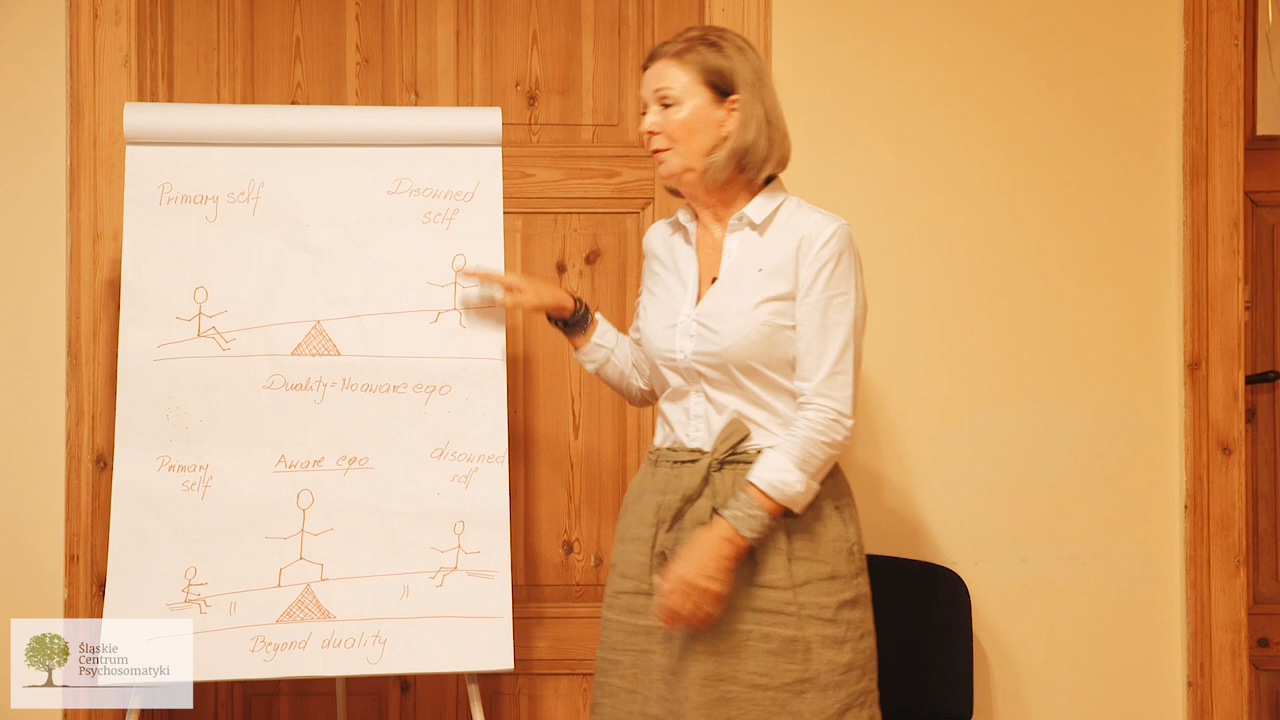 Primary self
Disowned
self
Duality = No aware ego
Primary
self
Aware ego
disowned
self
Beyond duality
Śląskie
Centrum
Psychosomatyki